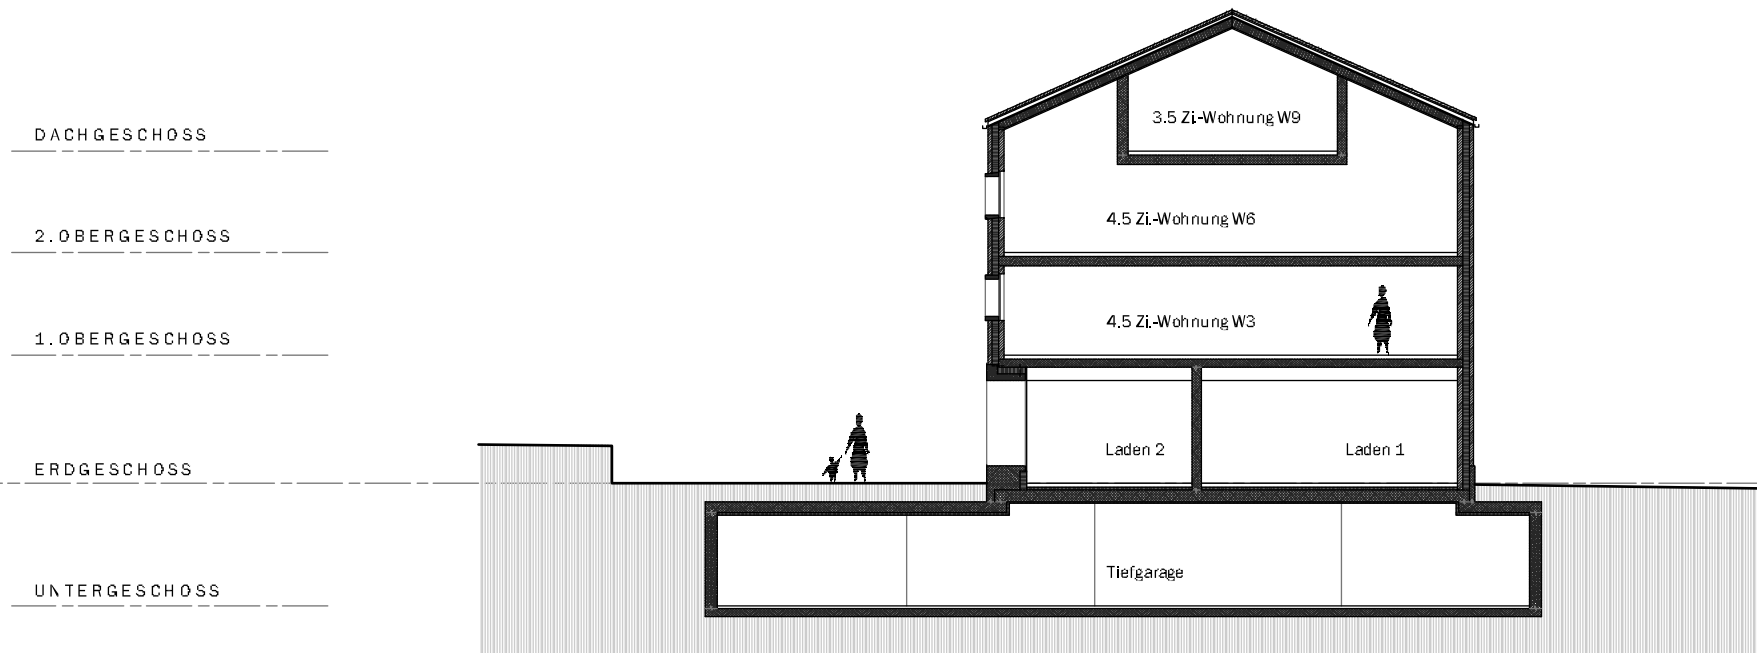 3.5 Zi.-Wohnung W9
DACHGESCHOSS
4.5 Zi.-Wohnung W6
2.OBERGESCHOSS
4.5 Zi.-Wohnung W3
1.OBERGESCHOSS
Laden 2
Laden 1
ERDGESCHOSS
Tiefgarage
UNTERGESCHOSS